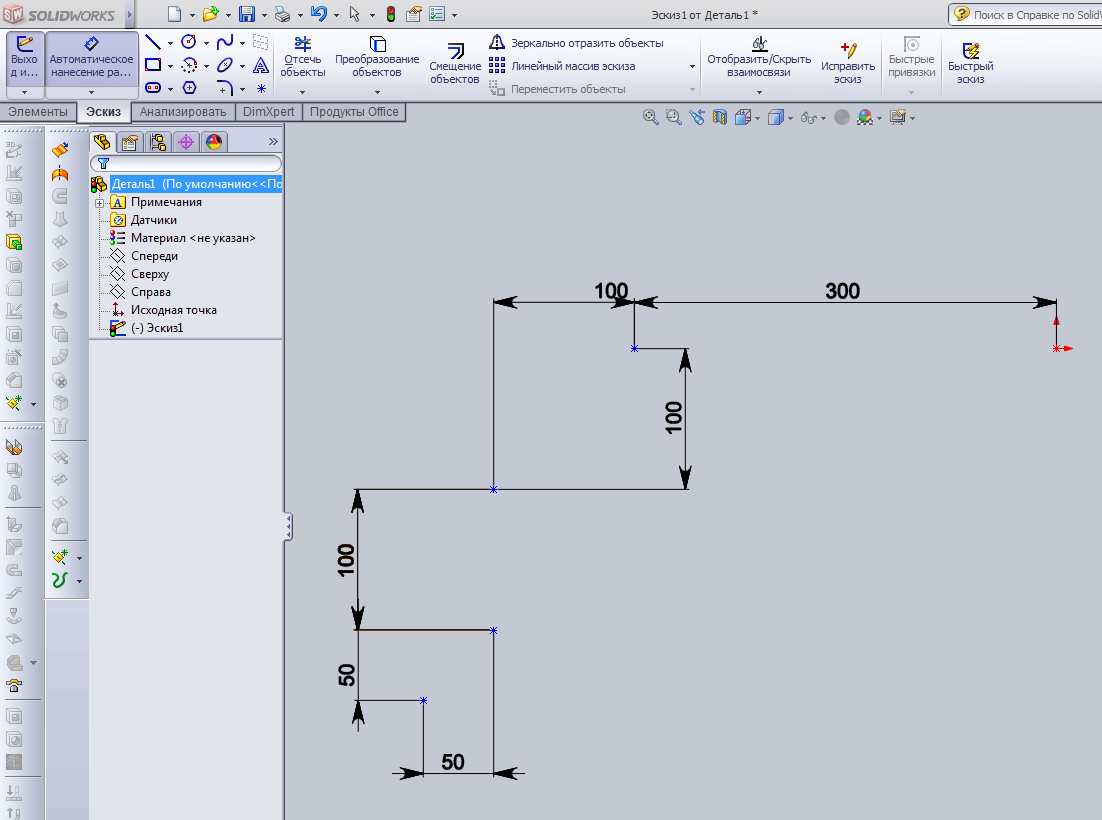 SW SOLIDWORKS
Эскиз1 от Деталь1 *
Поиск в Справке по SolidW
Выхо
д и...
Автоматическое
нанесение ра...
Отсечь
объекты
Преобразование
объектов
Смещение
объектов
Зеркально отразить объекты
Линейный массив эскиза
Переместить объекты
Отобразить/Скрыть
взаимосвязи
Исправить
эскиз
Быстрые
привязки
Быстрый
эскиз
Элементы
Эскиз
Анализировать
DimXpert
Продукты Office
Деталь1 (По умолчанию<<По
Примечания
Датчики
Материал <не указан>
Спереди
Сверху
Справа
Исходная точка
(-) Эскиз1
100
300
100
100
50
50